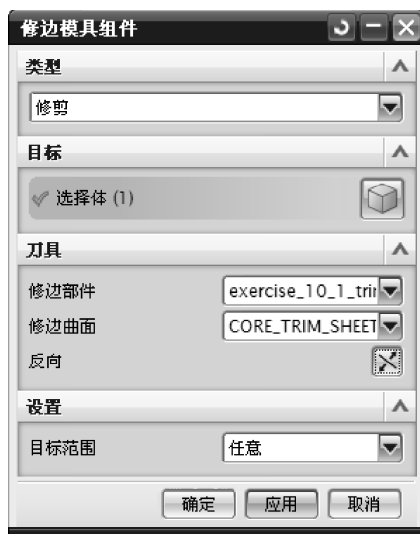 修边模具组件
类型
修剪
目标
选择体 (1)
刀具
修边部件 exercise_10_1_trin
修边曲面 CORE_TRIM_SHEET
反向
设置
目标范围 任意
确定 应用 取消